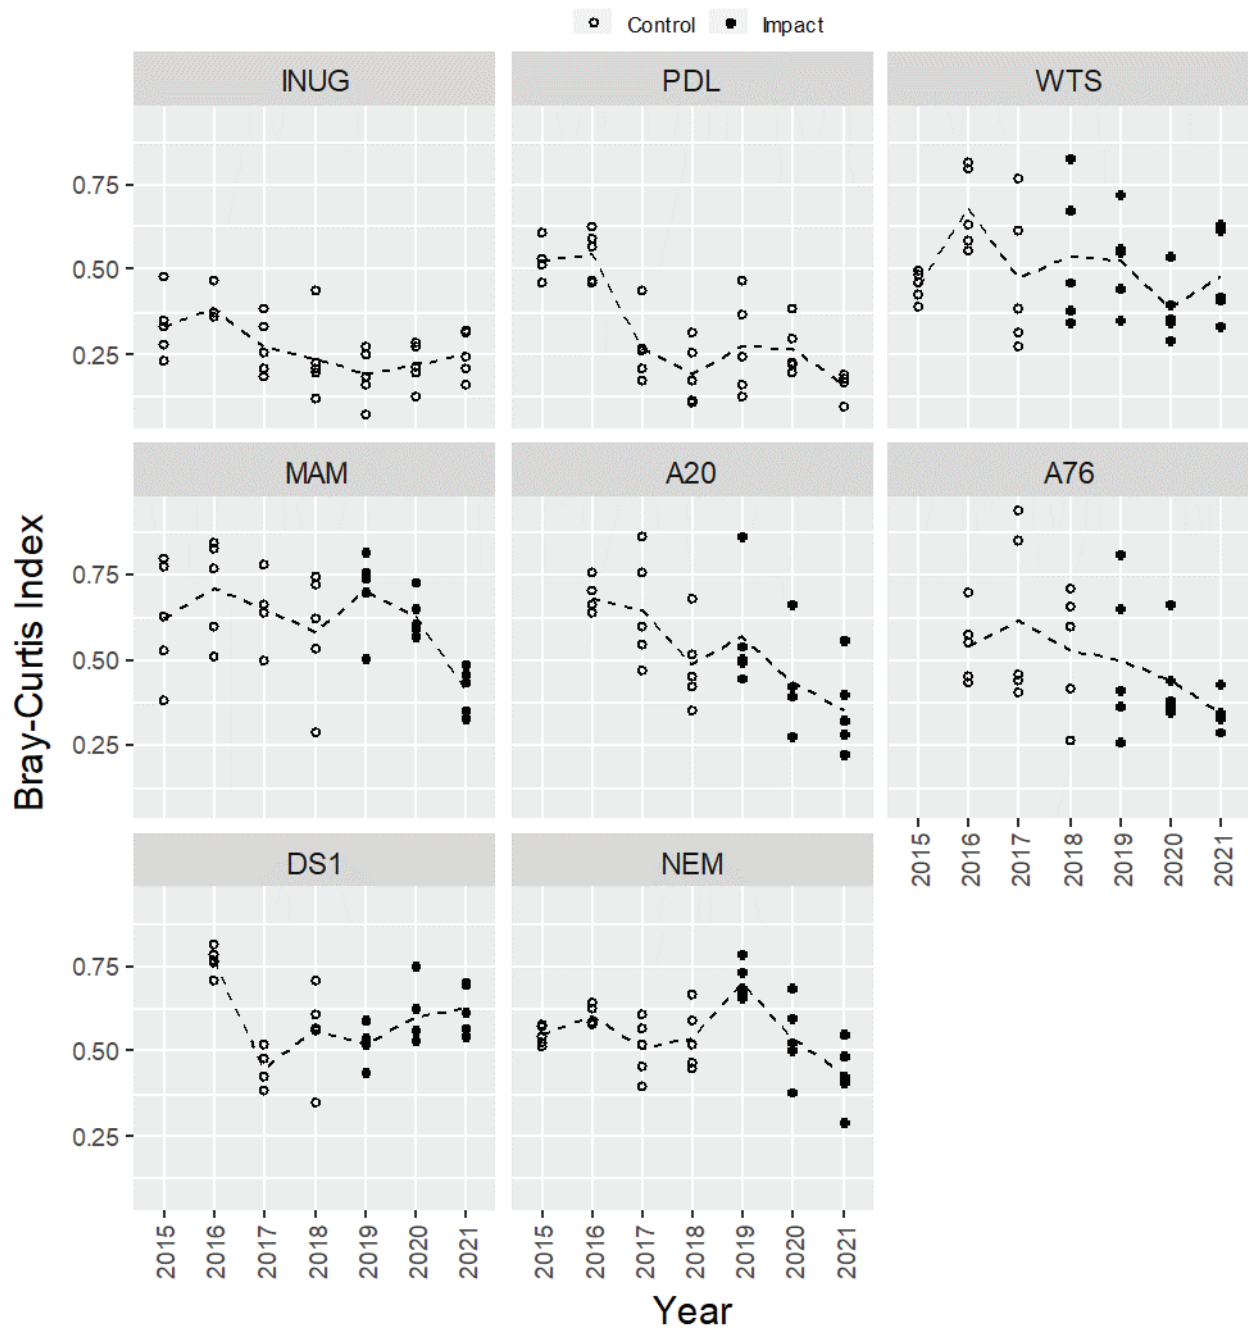 Control Impact
INUG PDL WTS
0.75
0.50
0.25
MAM A20 A76
0.75
0.50
0.25
2015 2016 2017 2018 2019 2020 2021
DS1 NEM
0.75
0.50
0.25
2015 2016 2017 2018 2019 2020 2021 2015 2016 2017 2018 2019 2020 2021
Bray-Curtis Index
Year